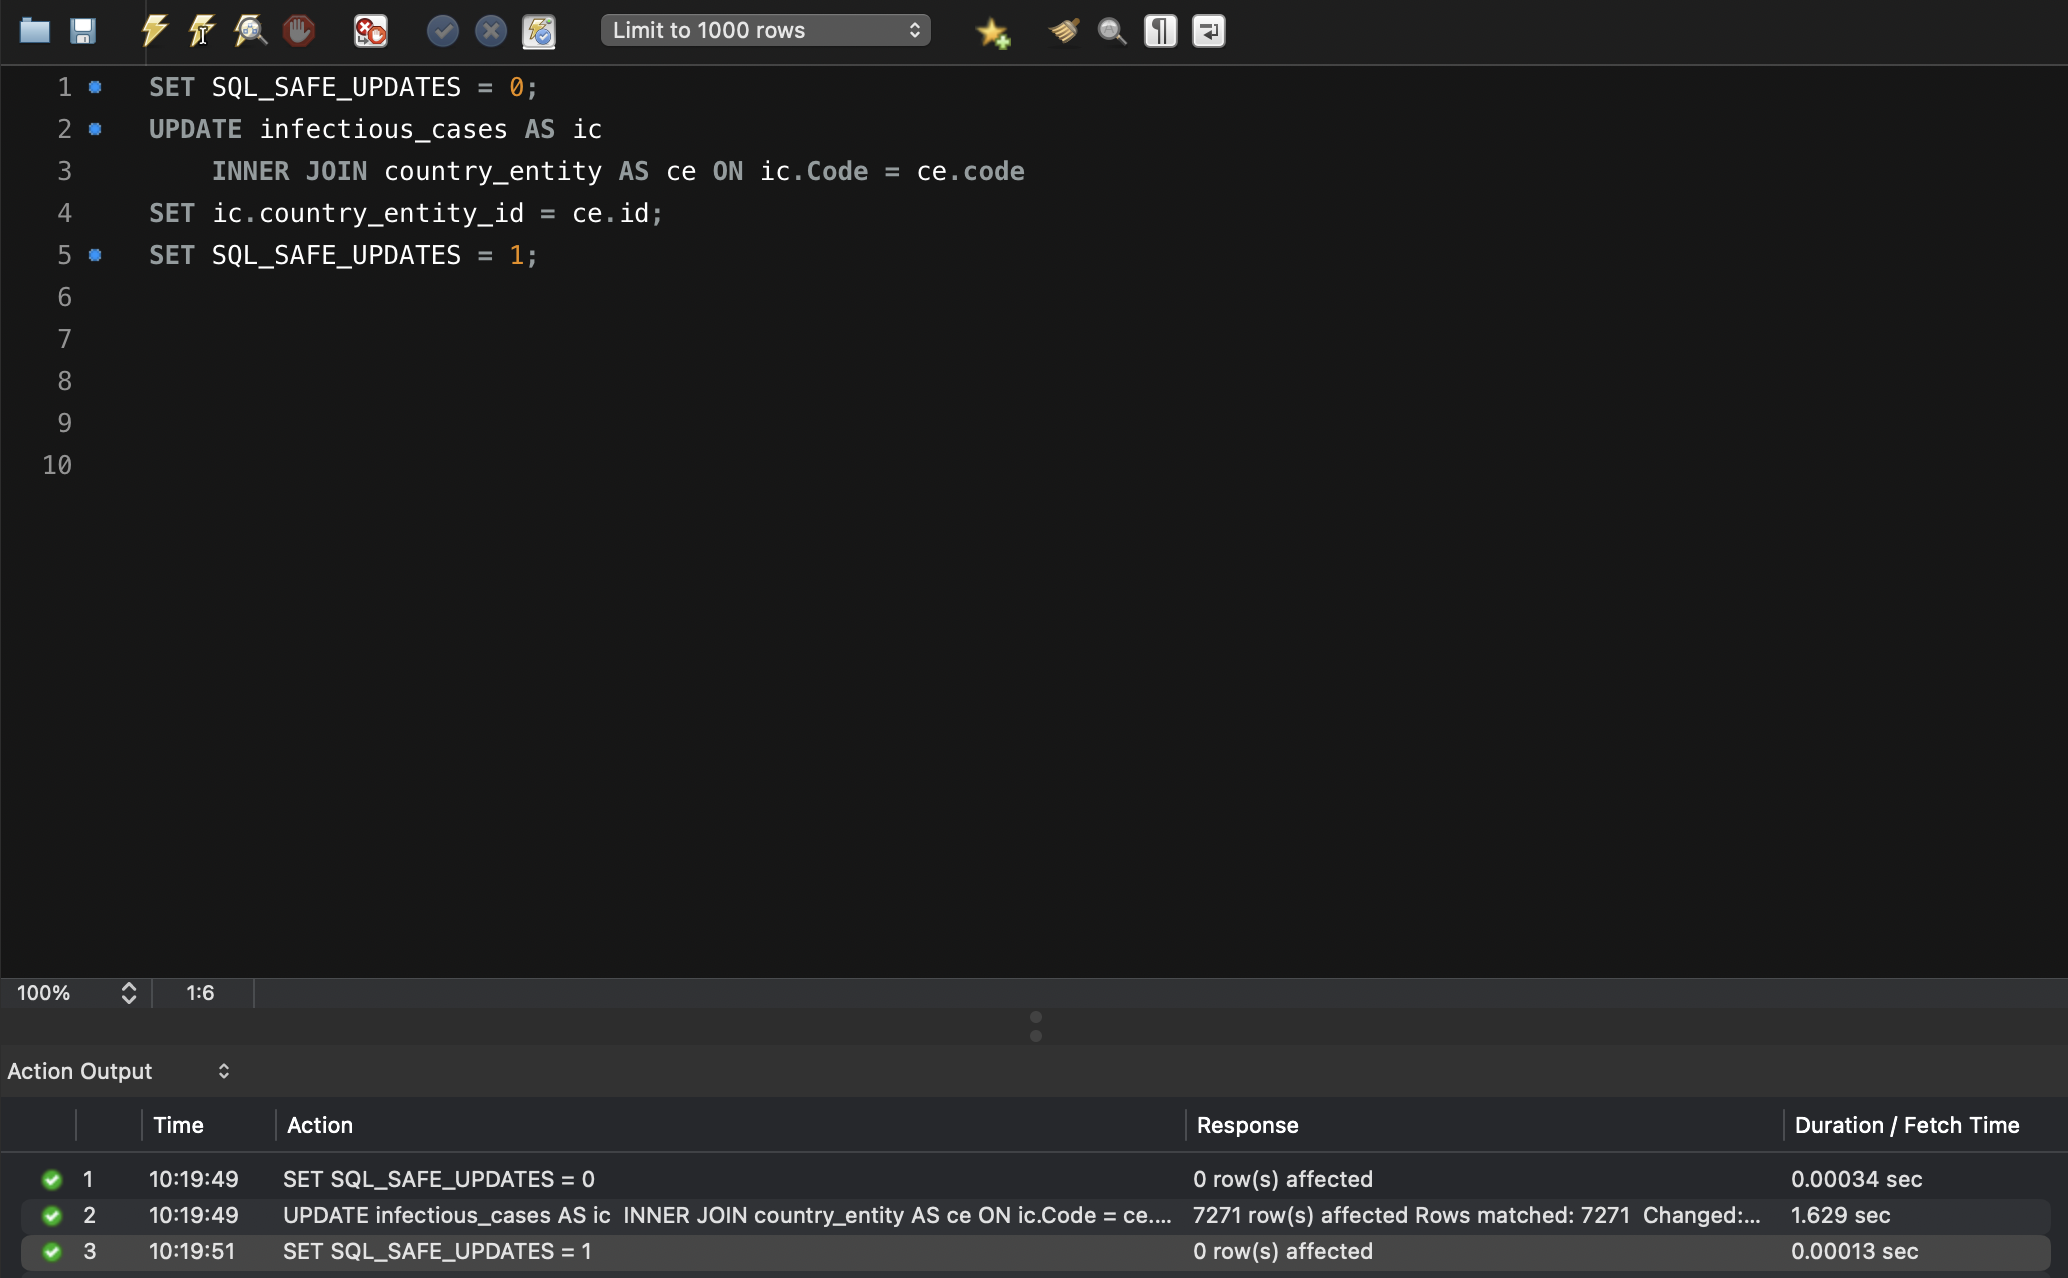 Limit to 1000 rows
1 SET SQL_SAFE_UPDATES = 0;
2 UPDATE infectious_cases AS ic
3 INNER JOIN country_entity AS ce ON ic.Code = ce.code
4 SET ic.country_entity_id = ce.id;
5 SET SQL_SAFE_UPDATES = 1;
6
7
8
9
10
100% 1:6
Action Output
Time Action Response Duration / Fetch Time
1 10:19:49 SET SQL_SAFE_UPDATES = 0 0 row(s) affected 0.00034 sec
2 10:19:49 UPDATE infectious_cases AS ic INNER JOIN country_entity AS ce ON ic.Code = ce.... 7271 row(s) affected Rows matched: 7271 Changed:... 1.629 sec
3 10:19:51 SET SQL_SAFE_UPDATES = 1 0 row(s) affected 0.00013 sec